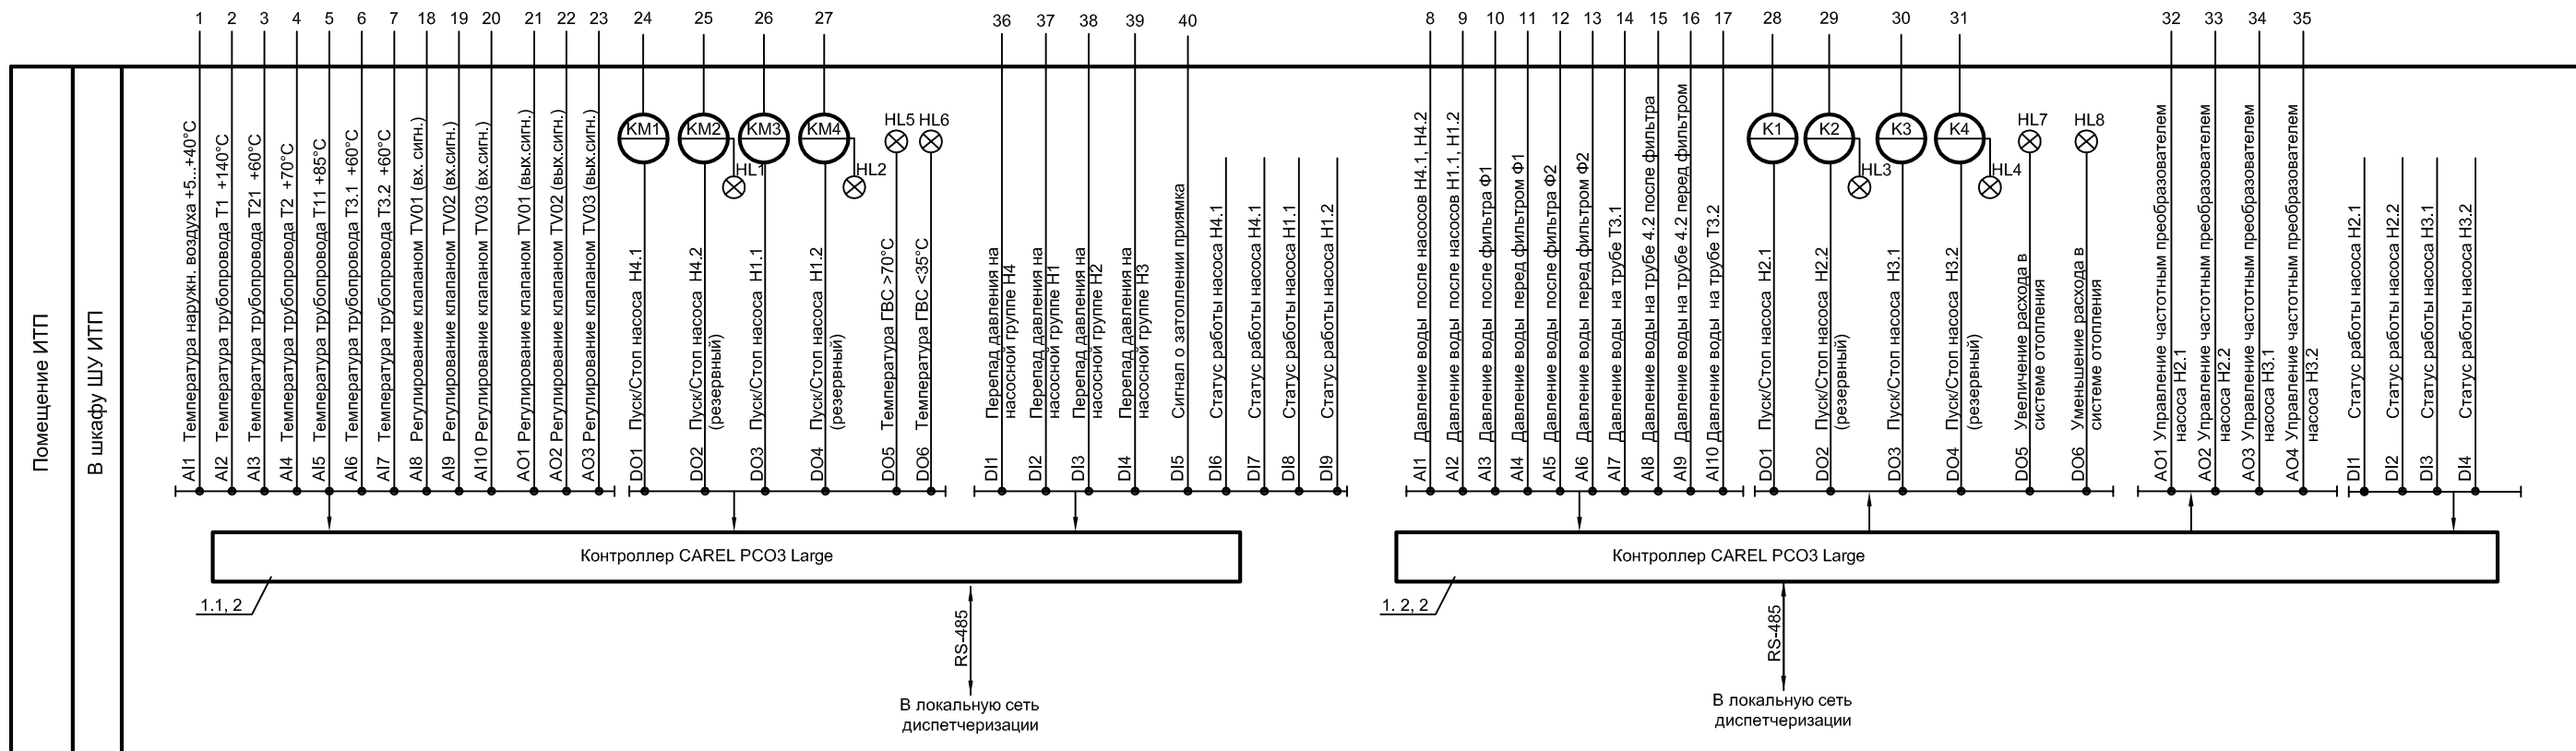 1 2 3 4 5 6 7 18 19 20 21 22 23 24 25 26 27 36 37 38 39 40 8 9 10 11 12 13 14 15 16 17 28 29 30 31 32 33 34 35
Помещение ИТП
В шкафу ШУ ИТП
AI1 Температура наружн. воздуха +5...+40°C
AI2 Температура трубопровода T1 +140°C
AI3 Температура трубопровода T21 +60°C
AI4 Температура трубопровода T2 +70°C
AI5 Температура трубопровода T11 +85°C
AI6 Температура трубопровода T3.1 +60°C
AI7 Температура трубопровода T3.2 +60°C
AI8 Регулирование клапаном TV01 (вх. сигн.)
AI9 Регулирование клапаном TV02 (вх.сигн.)
AI10 Регулирование клапаном TV03 (вх.сигн.)
AO1 Регулирование клапаном TV01 (вых.сигн.)
AO2 Регулирование клапаном TV02 (вых.сигн.)
AO3 Регулирование клапаном TV03 (вых.сигн.)
KM1
DO1 Пуск/Стоп насоса Н4.1
KM2
HL1
DO2 Пуск/Стоп насоса Н4.2
(резервный)
KM3
DO3 Пуск/Стоп насоса Н1.1
KM4
HL2
DO4 Пуск/Стоп насоса Н1.2
(резервный)
HL5
DO5 Температура ГВС >70°C
HL6
DO6 Температура ГВС <35°C
DI1 Перепад давления на
насосной группе Н4
DI2 Перепад давления на
насосной группе Н1
DI3 Перепад давления на
насосной группе Н2
DI4 Перепад давления на
насосной группе Н3
DI5 Сигнал о затоплении приямка
DI6 Статус работы насоса Н4.1
DI7 Статус работы насоса Н4.1
DI8 Статус работы насоса Н1.1
DI9 Статус работы насоса Н1.2
Контроллер CAREL PCO3 Large
1.1, 2
RS-485
В локальную сеть
диспетчеризации
AI1 Давление воды после насосов Н4.1, Н4.2
AI2 Давление воды после насосов Н1.1, Н1.2
AI3 Давление воды после фильтра Ф1
AI4 Давление воды перед фильтром Ф1
AI5 Давление воды после фильтра Ф2
AI6 Давление воды перед фильтром Ф2
AI7 Давление воды на трубе T3.1
AI8 Давление воды на трубе 4.2 после фильтра
AI9 Давление воды на трубе 4.2 перед фильтром
AI10 Давление воды на трубе T3.2
K1
DO1 Пуск/Стоп насоса Н2.1
K2
HL3
DO2 Пуск/Стоп насоса Н2.2
(резервный)
K3
DO3 Пуск/Стоп насоса Н3.1
K4
HL4
DO4 Пуск/Стоп насоса Н3.2
(резервный)
HL7
DO5 Увеличение расхода в
системе отопления
HL8
DO6 Уменьшение расхода в
системе отопления
AO1 Управление частотным преобразователем
насоса Н2.1
AO2 Управление частотным преобразователем
насоса Н2.2
AO3 Управление частотным преобразователем
насоса Н3.1
AO4 Управление частотным преобразователем
насоса Н3.2
DI1 Статус работы насоса Н2.1
DI2 Статус работы насоса Н2.2
DI3 Статус работы насоса Н3.1
DI4 Статус работы насоса Н3.2
Контроллер CAREL PCO3 Large
1. 2, 2
RS-485
В локальную сеть
диспетчеризации